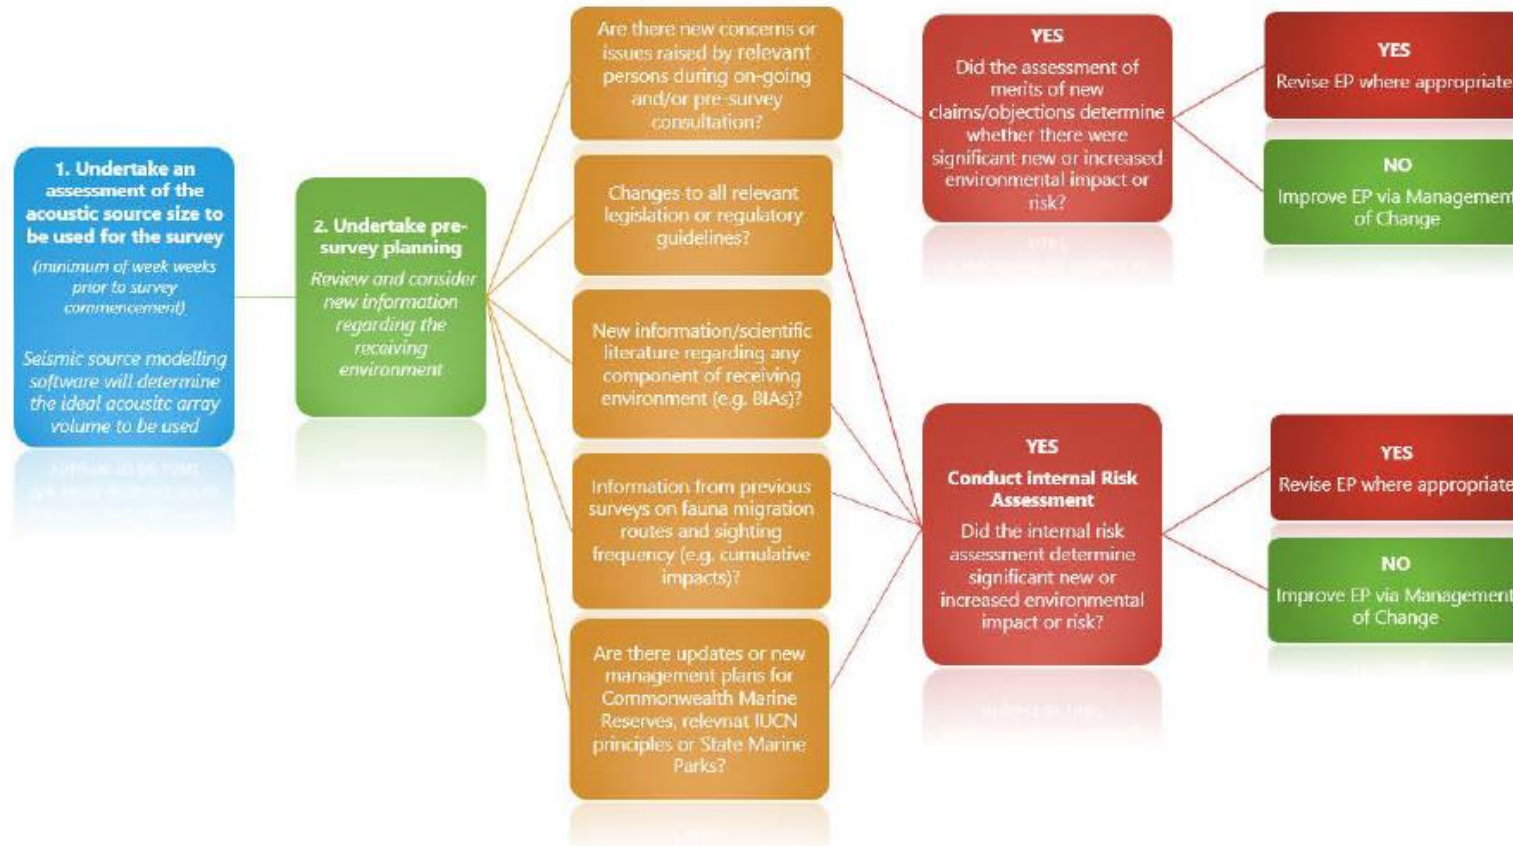 1. Undertake an
assessment of the
acoustic source size to
be used for the survey
(minimum of week weeks
prior to survey
commencement)
Seismic source modelling
software will determine
the ideal acousitc array
volume to be used
2. Undertake pre-
survey planning
Review and consider
new information
regarding the
receiving
environment
Are there new concerns or
issues raised by relevant
persons during on-going
and/or pre-survey
consultation?
Changes to all relevant
legislation or regulatory
guidelines?
New information/scientific
literature regarding any
component of receiving
environment (e.g. BIAs)?
Information from previous
surveys on fauna migration
routes and sighting
frequency (e.g. cumulative
impacts)?
Are there updates or new
management plans for
Commonwealth Marine
Reserves, relevnat IUCN
principles or State Marine
Parks?
YES
Did the assessment of
merits of new
claims/objections determine
whether there were
significant new or increased
environmental impact or
risk?
YES
Conduct internal Risk
Assessment
Did the internal risk
assessment determine
significant new or
increased environmental
impact or risk?
YES
Revise EP where appropriate
NO
Improve EP via Management
of Change
YES
Revise EP where appropriate
NO
Improve EP via Management
of Change